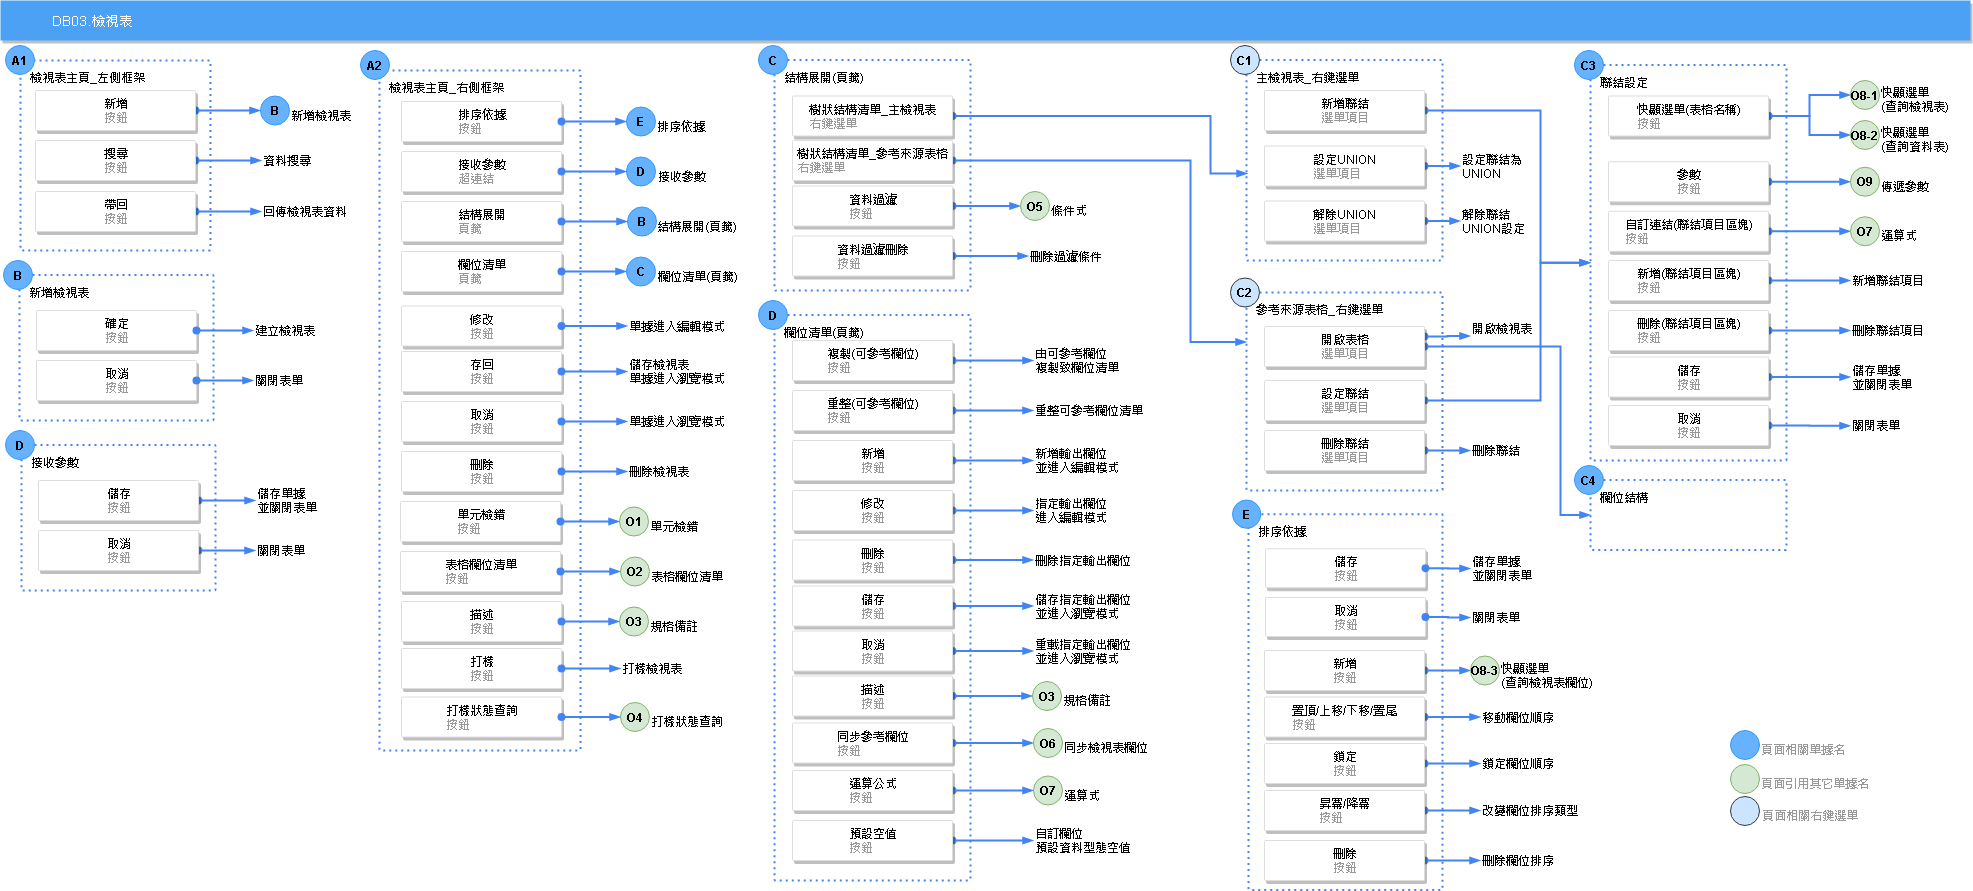 DB03.檢視表
A1
檢視表主頁_左側框架
新增
按鈕
B
新增檢視表
搜尋
按鈕
資料搜尋
帶回
按鈕
回傳檢視表資料
B
新增檢視表
確定
按鈕
建立檢視表
取消
按鈕
關閉表單
D
接收參數
儲存
按鈕
儲存單據
並關閉表單
取消
按鈕
關閉表單
A2
檢視表主頁_右側框架
排序依據
按鈕
E
排序依據
接收參數
超連結
D
接收參數
結構展開
頁籤
B
結構展開(頁籤)
欄位清單
頁籤
C
欄位清單(頁籤)
修改
按鈕
單據進入編輯模式
存回
按鈕
儲存檢視表
單據進入瀏覽模式
取消
按鈕
單據進入瀏覽模式
刪除
按鈕
刪除檢視表
單元檢錯
按鈕
O1
單元檢錯
表格欄位清單
按鈕
O2
表格欄位清單
描述
按鈕
O3
規格備註
打樣
按鈕
打樣檢視表
打樣狀態查詢
按鈕
O4
打樣狀態查詢
C
結構展開(頁籤)
樹狀結構清單_主檢視表
右鍵選單
樹狀結構清單_參考來源表格
右鍵選單
資料過濾
按鈕
O5
條件式
資料過濾刪除
按鈕
刪除過濾條件
D
欄位清單(頁籤)
複製(可參考欄位)
按鈕
由可參考欄位
複製致欄位清單
重整(可參考欄位)
按鈕
重整可參考欄位清單
新增
按鈕
新增輸出欄位
並進入編輯模式
修改
按鈕
指定輸出欄位
進入編輯模式
刪除
按鈕
刪除指定輸出欄位
儲存
按鈕
儲存指定輸出欄位
並進入瀏覽模式
取消
按鈕
重載指定輸出欄位
並進入瀏覽模式
描述
按鈕
O3
規格備註
同步參考欄位
按鈕
O6
同步檢視表欄位
運算公式
按鈕
O7
運算式
預設空值
按鈕
自訂欄位
預設資料型態空值
C1
主檢視表_右鍵選單
新增聯結
選單項目
設定UNION
選單項目
設定聯結為
UNION
解除UNION
選單項目
解除聯結
UNION設定
C2
參考來源表格_右鍵選單
開啟表格
選單項目
開啟檢視表
設定聯結
選單項目
刪除聯結
選單項目
刪除聯結
E
排序依據
儲存
按鈕
儲存單據
並關閉表單
取消
按鈕
關閉表單
新增
按鈕
O8-3
快顯選單
(查詢檢視表欄位)
置頂/上移/下移/置尾
按鈕
移動欄位順序
鎖定
按鈕
鎖定欄位順序
昇冪/降冪
按鈕
改變欄位排序類型
刪除
按鈕
刪除欄位排序
C3
聯結設定
快顯選單(表格名稱)
按鈕
O8-1
快顯選單
(查詢檢視表)
O8-2
快顯選單
(查詢資料表)
參數
按鈕
O9
傳遞參數
自訂連結(聯結項目區塊)
按鈕
O7
運算式
新增(聯結項目區塊)
按鈕
新增聯結項目
刪除(聯結項目區塊)
按鈕
刪除聯結項目
儲存
按鈕
儲存單據
並關閉表單
取消
按鈕
關閉表單
C4
欄位結構
頁面相關單據名
頁面引用其它單據名
頁面相關右鍵選單